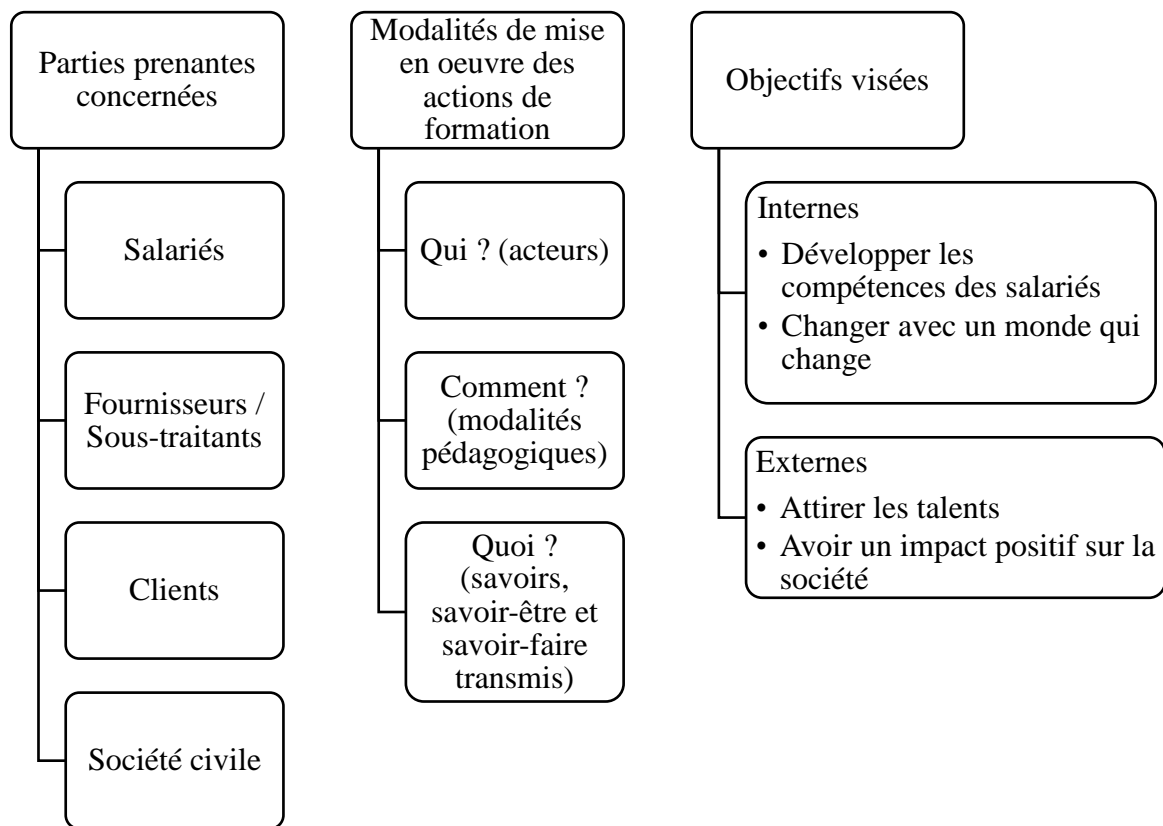 Parties prenantes
concernées
Salariés
Fournisseurs /
Sous-traitants
Clients
Société civile
Modalités de mise
en oeuvre des
actions de
formation
Qui ? (acteurs)
Comment ?
(modalités
pédagogiques)
Quoi ?
(savoirs,
savoir-être et
savoir-faire
transmis)
Objectifs visées
Internes
• Développer les
compétences des salariés
• Changer avec un monde qui
change
Externes
• Attirer les talents
• Avoir un impact positif sur la
société